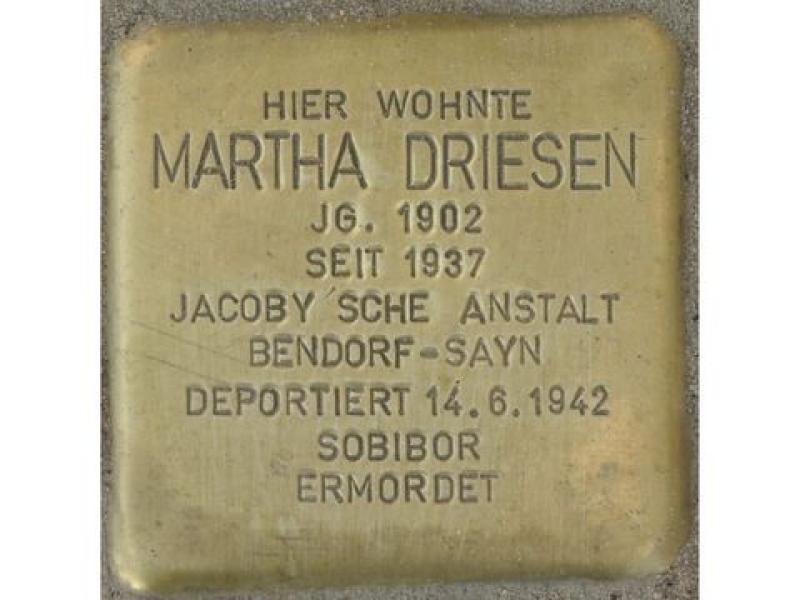 HIER WOHNTE
MARTHA DRIESEN
JG. 1902
SEIT 1937
JACOBY'SCHE ANSTALT
BENDORF-SAYN
DEPORTIERT 14.6.1942
SOBIBOR
ERMORDET